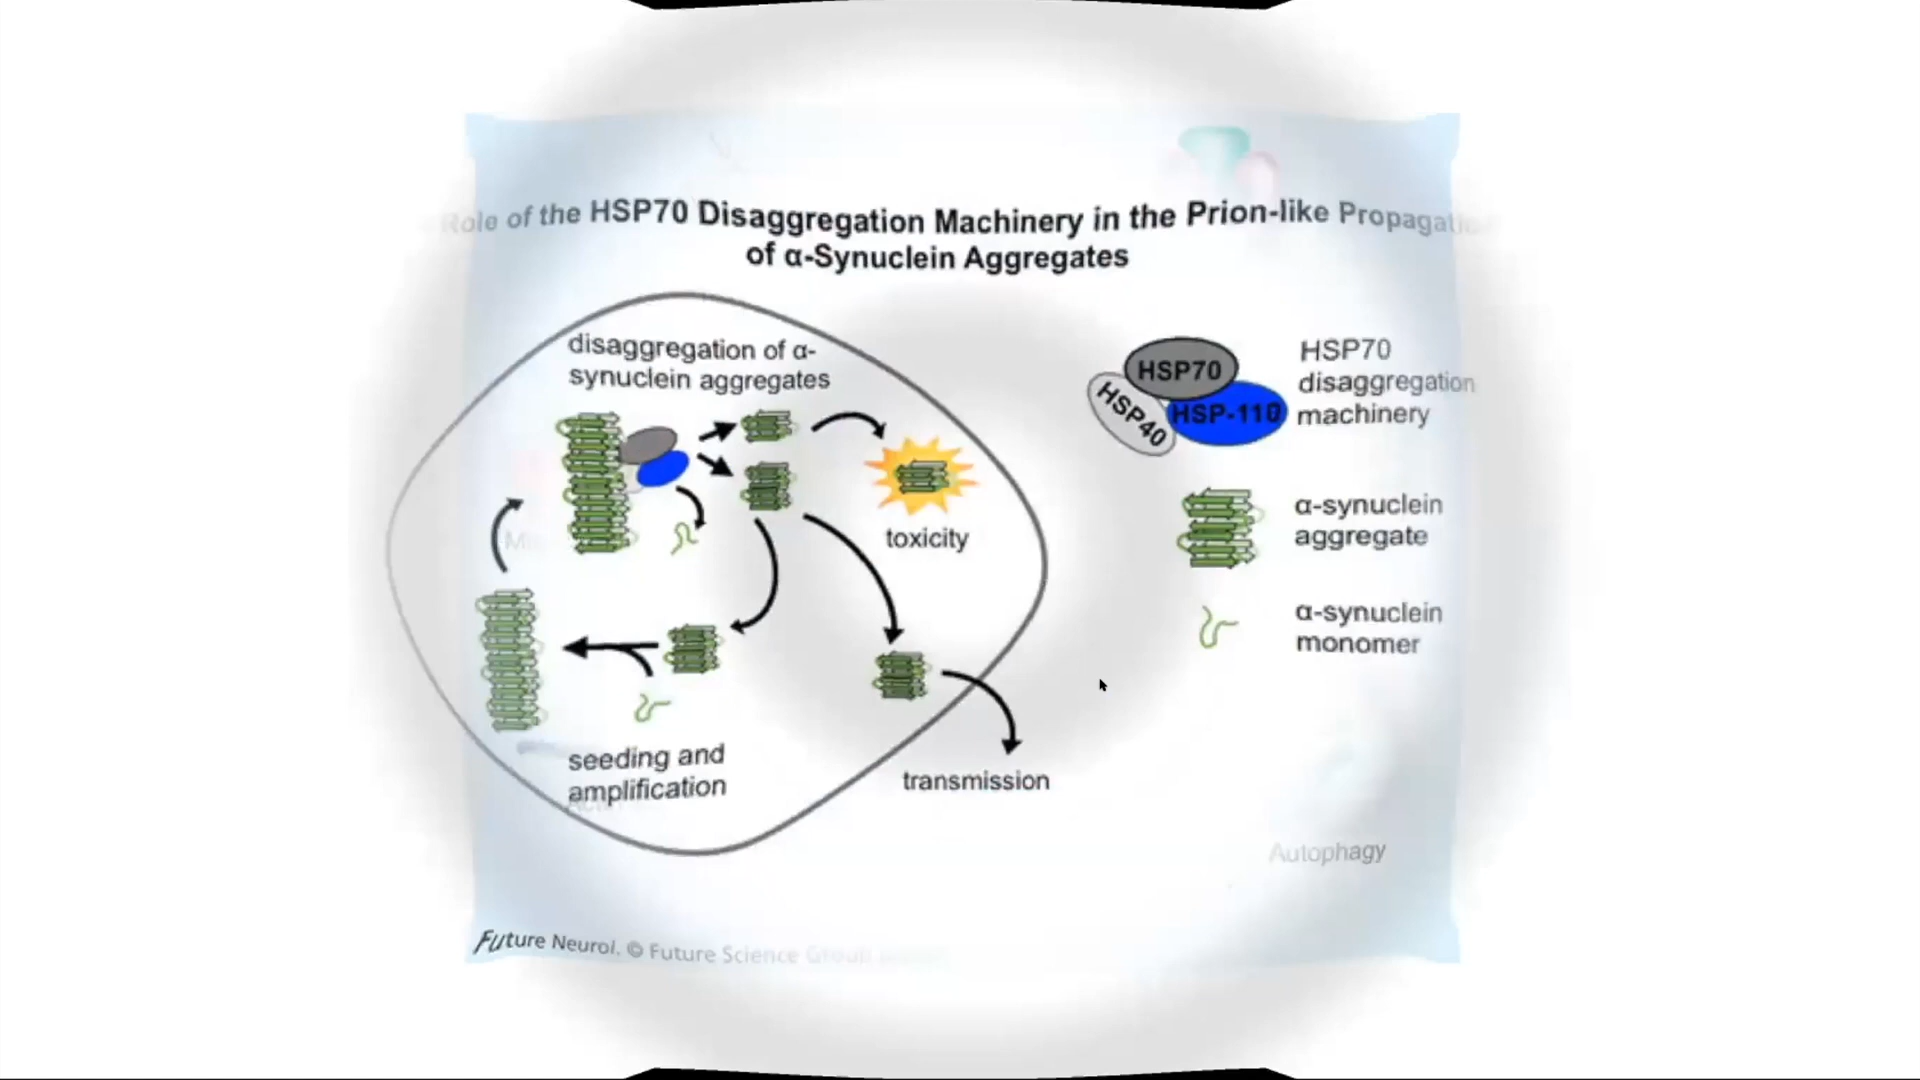 Role of the HSP70 Disaggregation Machinery in the Prion-like
of α-Synuclein Aggregates
disaggregation of α-
synuclein aggregates
toxicity
seeding and
amplification
transmission
HSP70
HSP40
HSP-110
HSP70
disaggregation
machinery
α-synuclein
aggregate
α-synuclein
monomer
Autophagy
Future Neurol. © Future Science Group